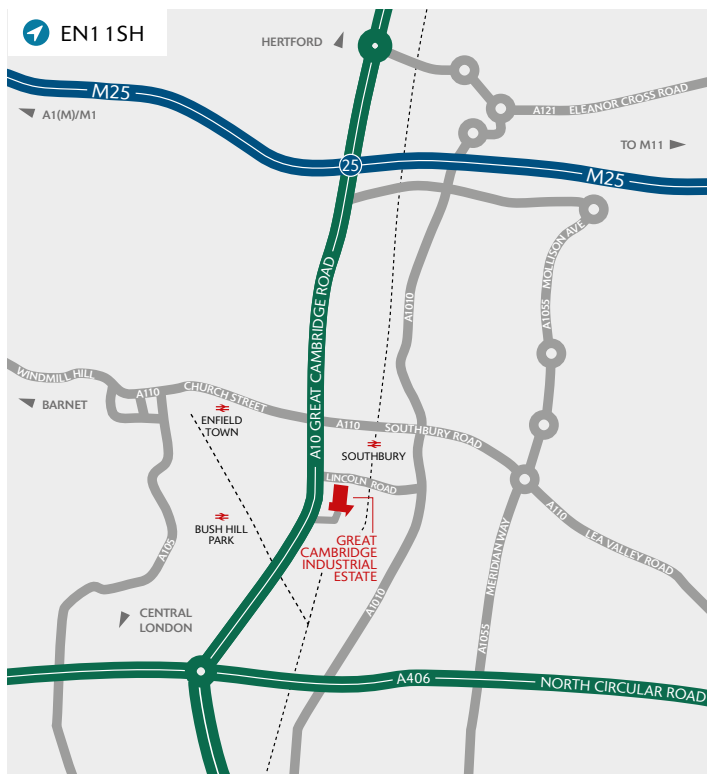 EN1 1SH
HERTFORD
M25
A1(M)/M1
A121
ELEANOR CROSS ROAD
TO M11
25
M25
MOLLISON AVE
A1055
A1010
A10 GREAT CAMBRIDGE ROAD
WINDMILL HILL
A110
CHURCH STREET
BARNET
ENFIELD
TOWN
A110
SOUTHBURY ROAD
SOUTHBURY
LINCOLN ROAD
A110
LEA VALLEY ROAD
BUSH HILL
PARK
GREAT
CAMBRIDGE
INDUSTRIAL
ESTATE
MERIDIAN WAY
A105
A1010
CENTRAL
LONDON
A1055
A406
NORTH CIRCULAR ROAD